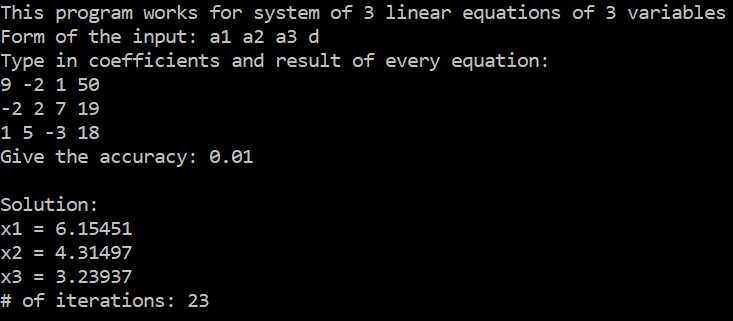 This program works for system of 3 linear equations of 3 variables
Form of the input: a1 a2 a3 d
Type in coefficients and result of every equation:
9 -2 1 50
-2 2 7 19
1 5 -3 18
Give the accuracy: 0.01
Solution:
x1 = 6.15451
x2 = 4.31497
x3 = 3.23937
# of iterations: 23